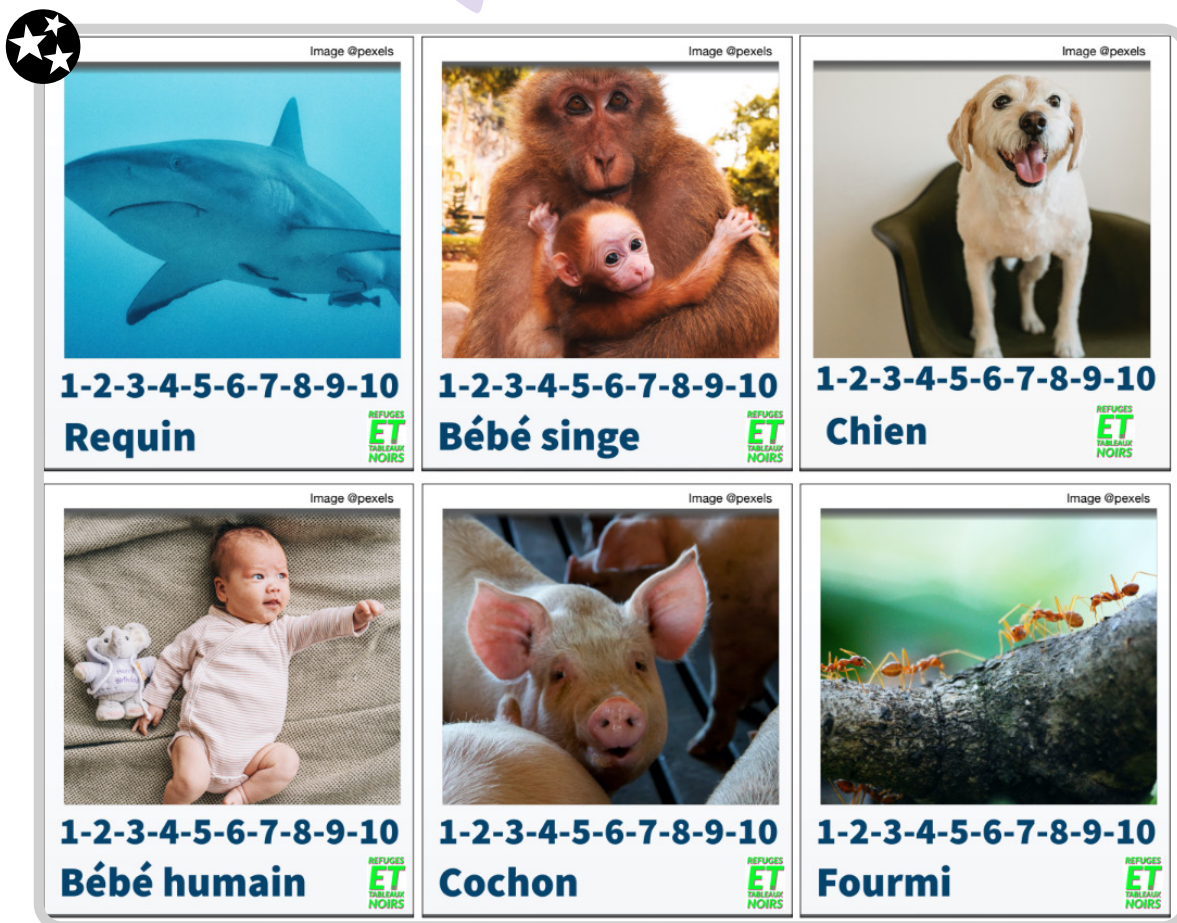 Image @pexels
1-2-3-4-5-6-7-8-9-10
Requin
REFUGES
ET
TABLEAUX
NOIRS
Image @pexels
1-2-3-4-5-6-7-8-9-10
Bébé singe
REFUGES
ET
TABLEAUX
NOIRS
Image @pexels
1-2-3-4-5-6-7-8-9-10
Chien
REFUGES
ET
TABLEAUX
NOIRS
Image @pexels
1-2-3-4-5-6-7-8-9-10
Bébé humain
REFUGES
ET
TABLEAUX
NOIRS
Image @pexels
1-2-3-4-5-6-7-8-9-10
Cochon
REFUGES
ET
TABLEAUX
NOIRS
Image @pexels
1-2-3-4-5-6-7-8-9-10
Fourmi
REFUGES
ET
TABLEAUX
NOIRS